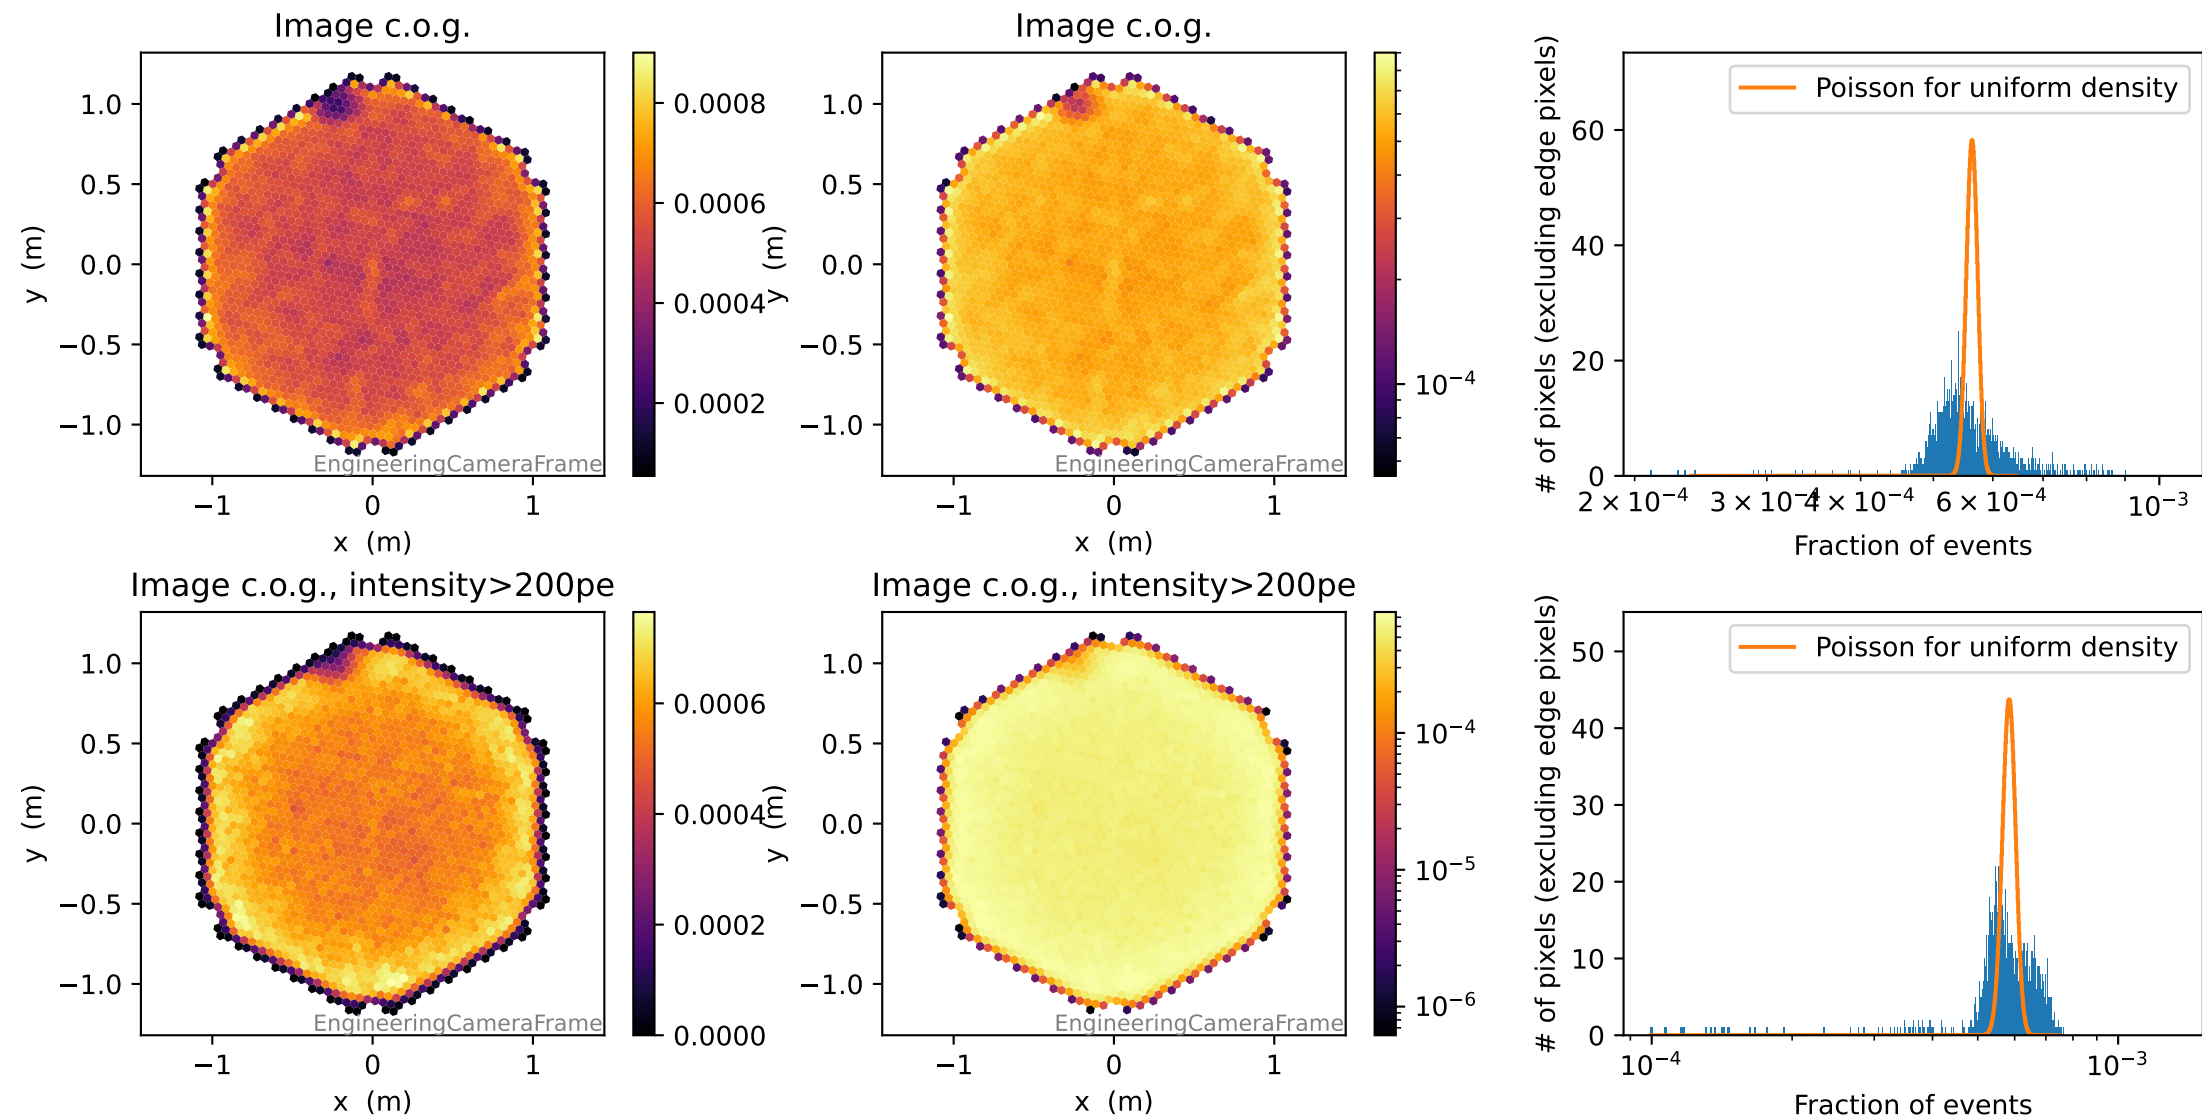 Image c.o.g.
Image c.o.g.
1.0
0.5
0.0
−0.5
−1.0
y (m)
−1
0
1
x (m)
EngineeringCameraFrame
0.0008
0.0006
0.0004
0.0002
1.0
0.5
0.0
−0.5
−1.0
y (m)
−1
0
1
x (m)
EngineeringCameraFrame
10⁻⁴
# of pixels (excluding edge pixels)
60
40
20
0
Poisson for uniform density
2 × 10⁻⁴
3 × 10⁻⁴
4 × 10⁻⁴
6 × 10⁻⁴
10⁻³
Fraction of events
Image c.o.g., intensity>200pe
Image c.o.g., intensity>200pe
1.0
0.5
0.0
−0.5
−1.0
y (m)
−1
0
1
x (m)
EngineeringCameraFrame
0.0006
0.0004
0.0002
0.0000
1.0
0.5
0.0
−0.5
−1.0
y (m)
−1
0
1
x (m)
EngineeringCameraFrame
10⁻⁴
10⁻⁵
10⁻⁶
# of pixels (excluding edge pixels)
50
40
30
20
10
0
Poisson for uniform density
10⁻⁴
10⁻³
Fraction of events